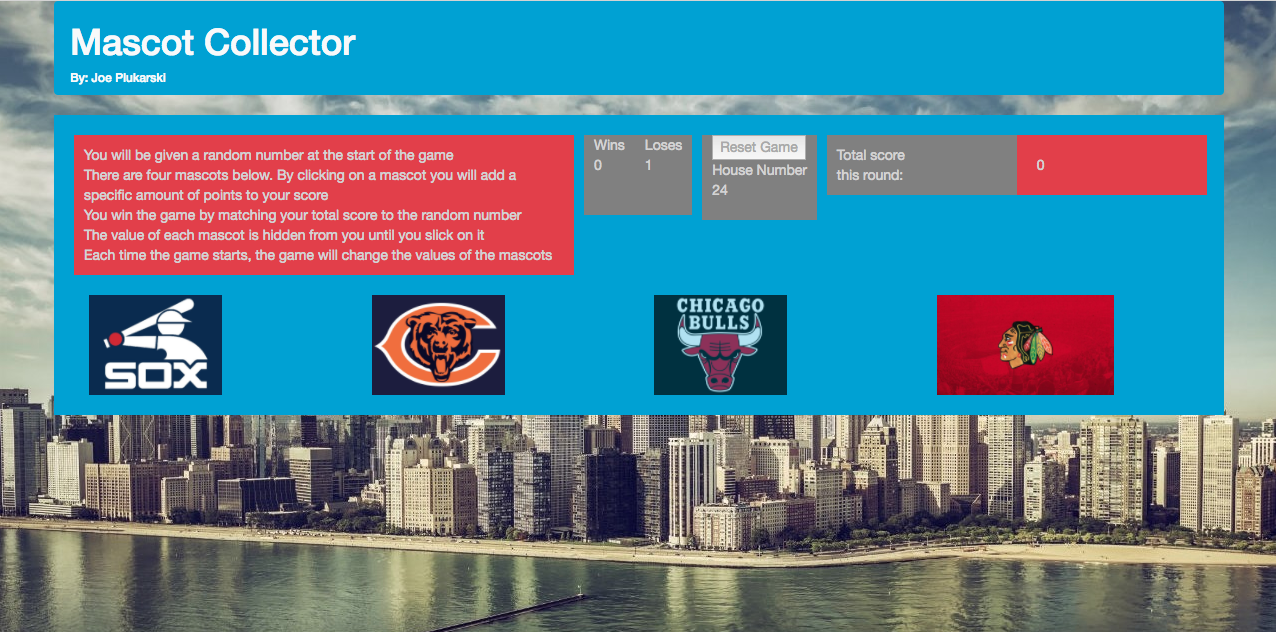 Mascot Collector
By: Joe Plukarski
You will be given a random number at the start of the game
There are four mascots below. By clicking on a mascot you will add a
specific amount of points to your score
You win the game by matching your total score to the random number
The value of each mascot is hidden from you until you slick on it
Each time the game starts, the game will change the values of the mascots
Wins Loses
0 1
Reset Game
House Number
24
Total score
this round:
0
SOX
CHICAGO
BULLS